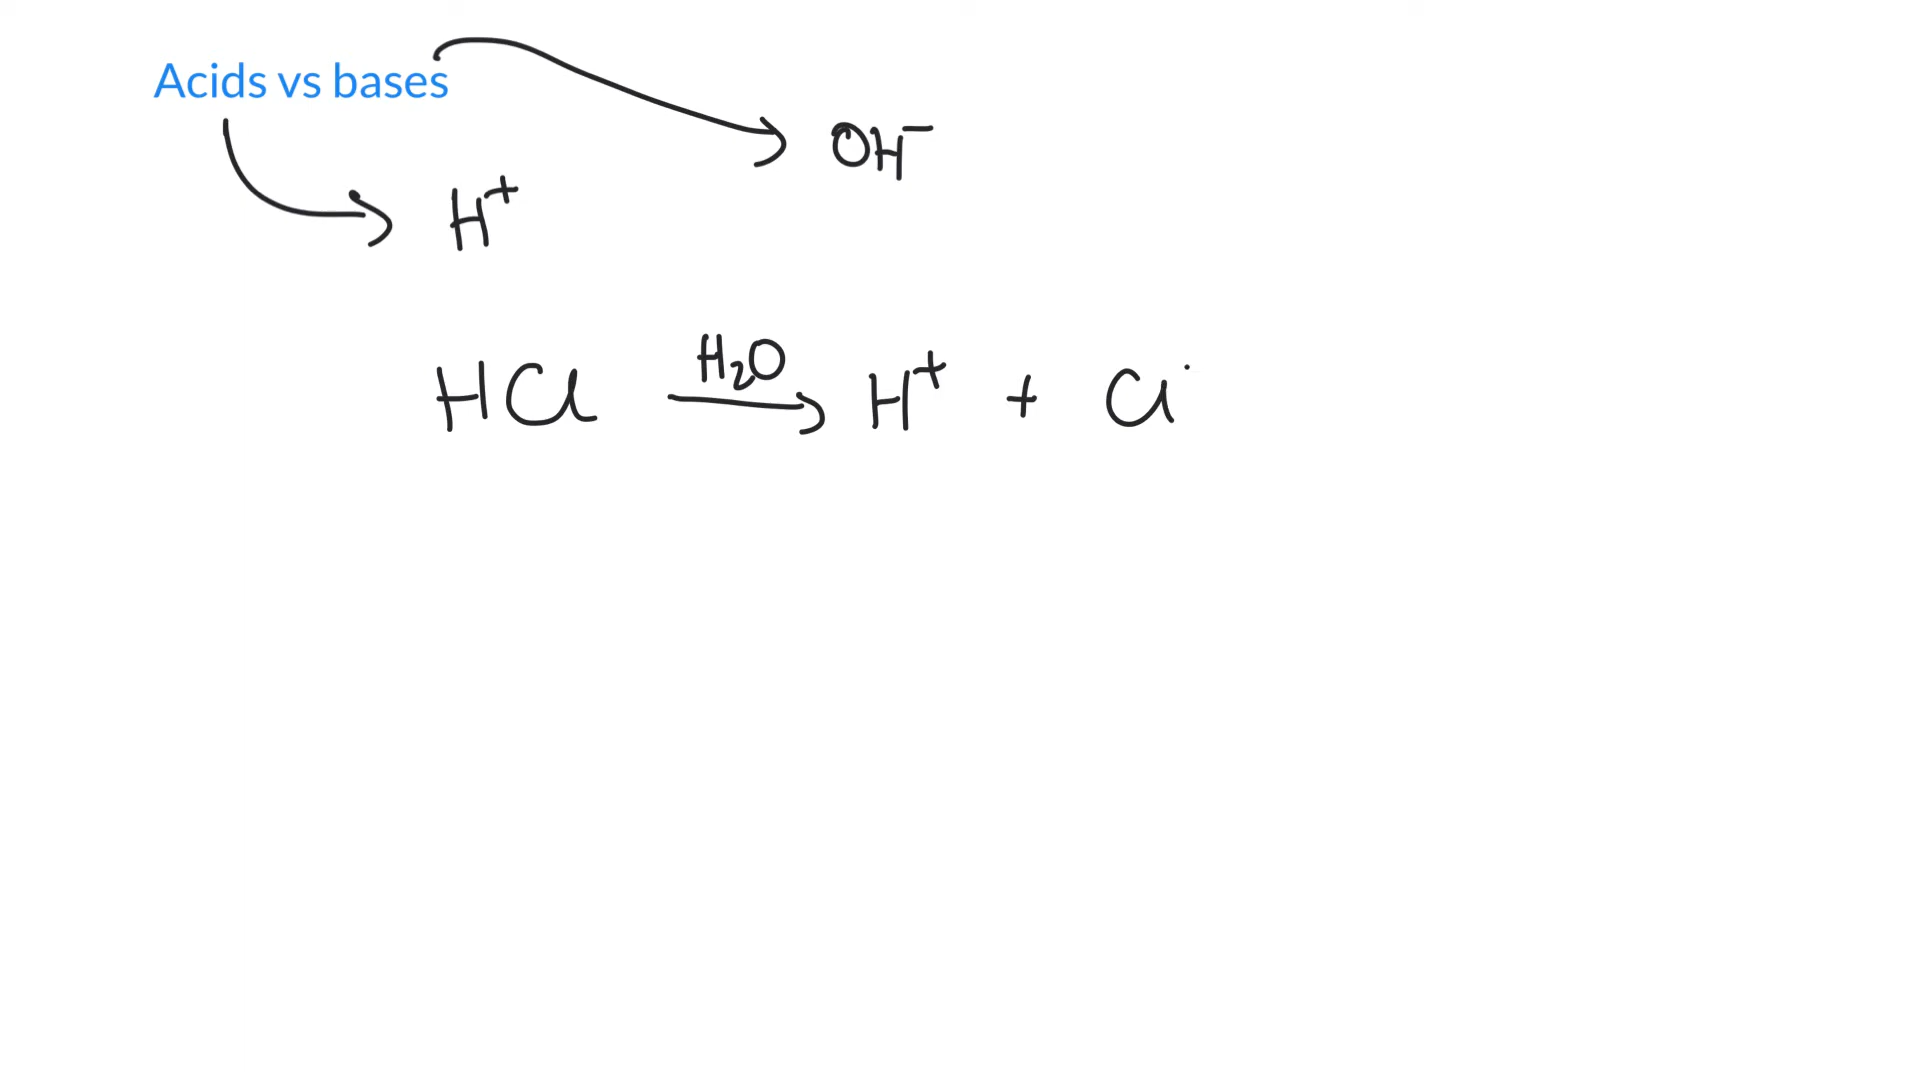 Acids vs bases
OH⁻
H⁺
HCl —H₂O→ H⁺ + Cl